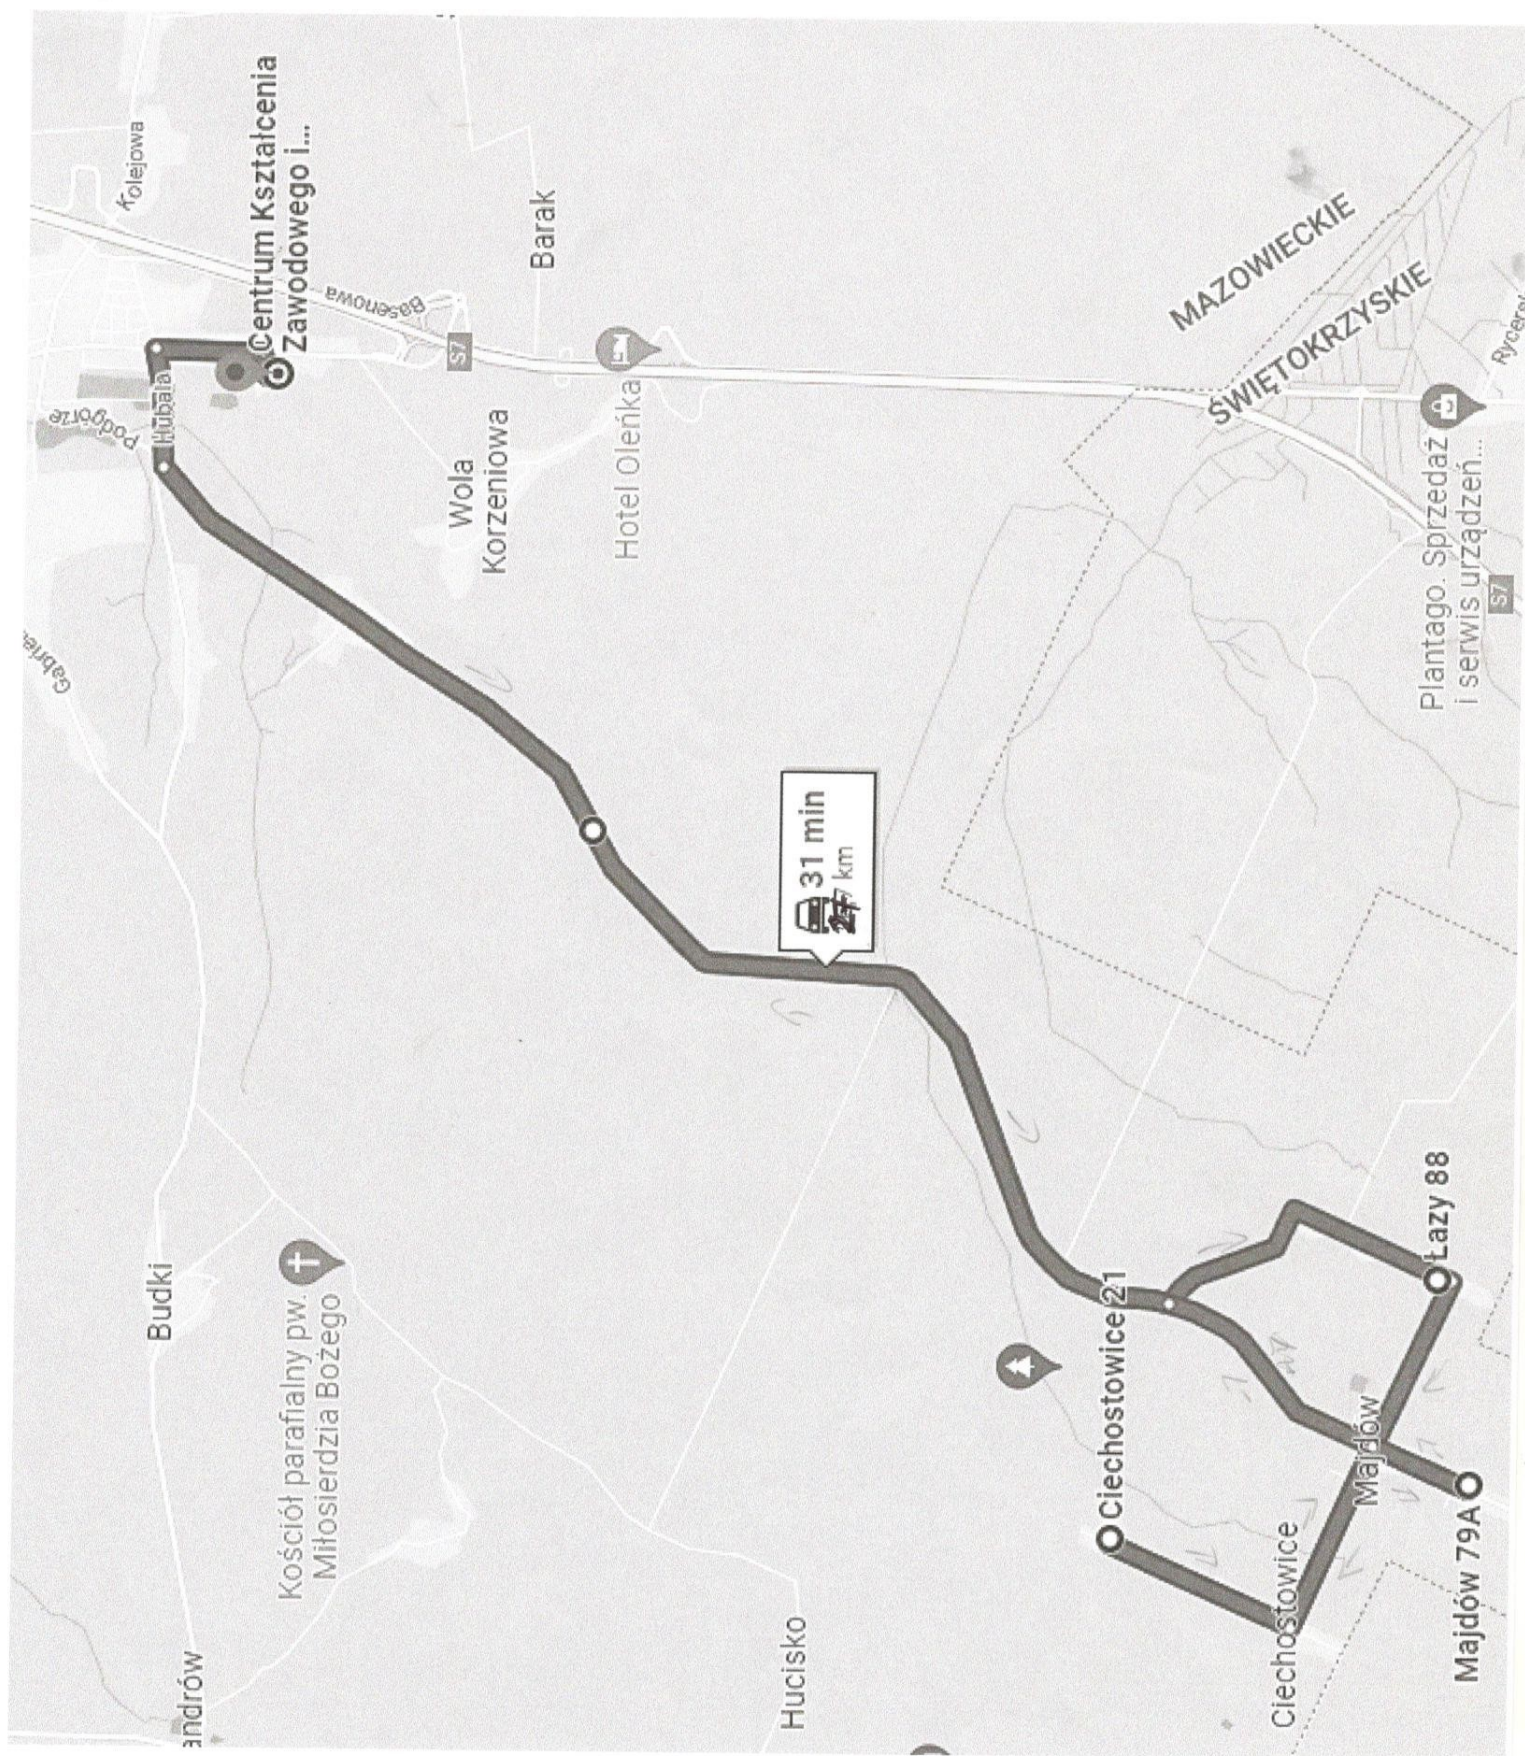 Kolejowa
Centrum Kształcenia
Zawodowego i...
Basenowa
Podgórze
Hubala
S7
Barak
Wola
Korzeniowa
Hotel Oleńka
MAZOWIECKIE
ŚWIĘTOKRZYSKIE
Plantago. Sprzedaż
i serwis urządzeń...
S7
31 min
km
Budki
Kościół parafialny pw.
Miłosierdzia Bożego
andrów
Hucisko
Ciechostowice 21
Łazy 88
Majdów
Ciechostowice
Majdów 79A